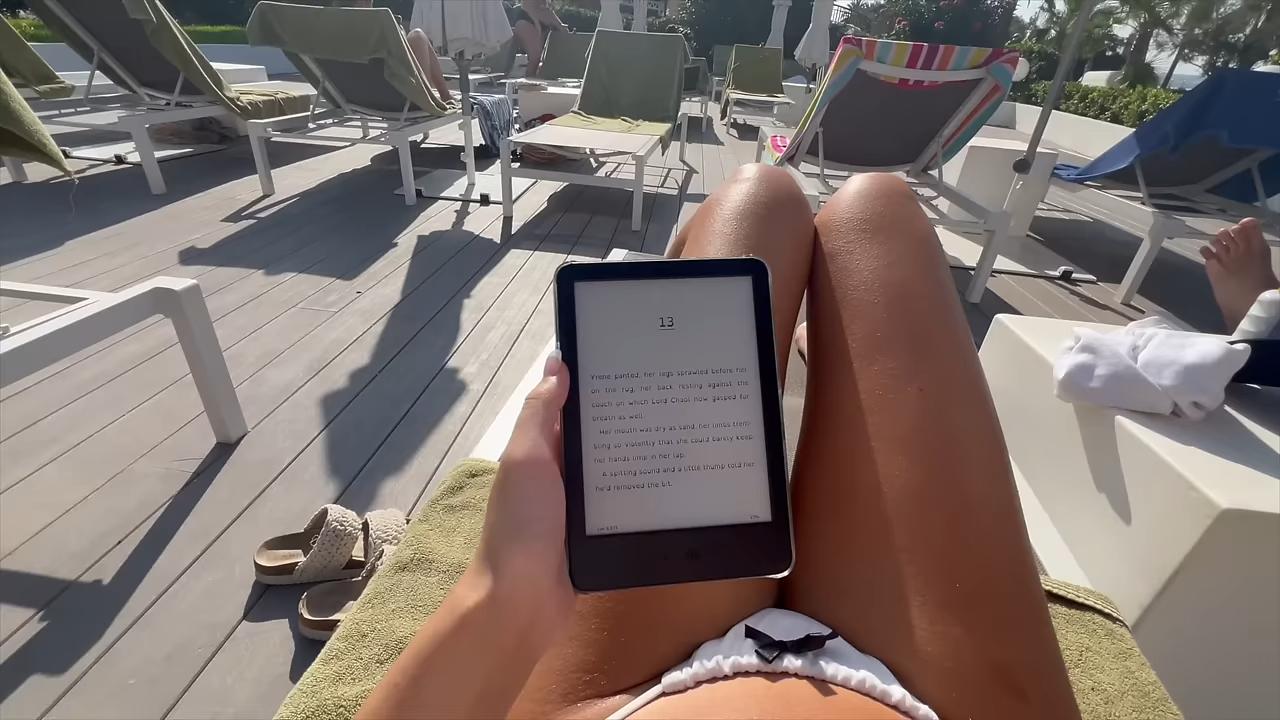 13
Yrene panted, her legs sprawled before her
on the rug, her back resting against the
couch on which Lord Chaol now gasped for
breath as well.
Her mouth was dry as sand, her limbs trem-
bling so violently that she could barely keep
her hands limp in her lap.
A spitting sound and a little thump told her
he'd removed the bit.